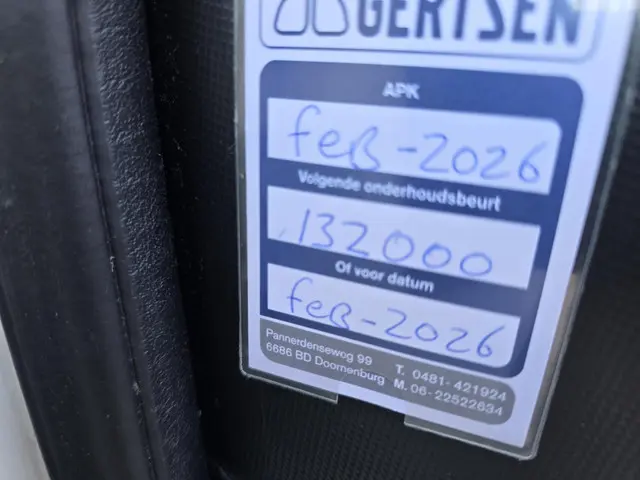 GERTSEN
APK
feB - 2026
Volgende onderhoudsbeurt
132000
Of voor datum
feB - 2026
Pannerdenseweg 99
6686 BD Doornenburg
T. 0481- 421924
M. 06- 22522634